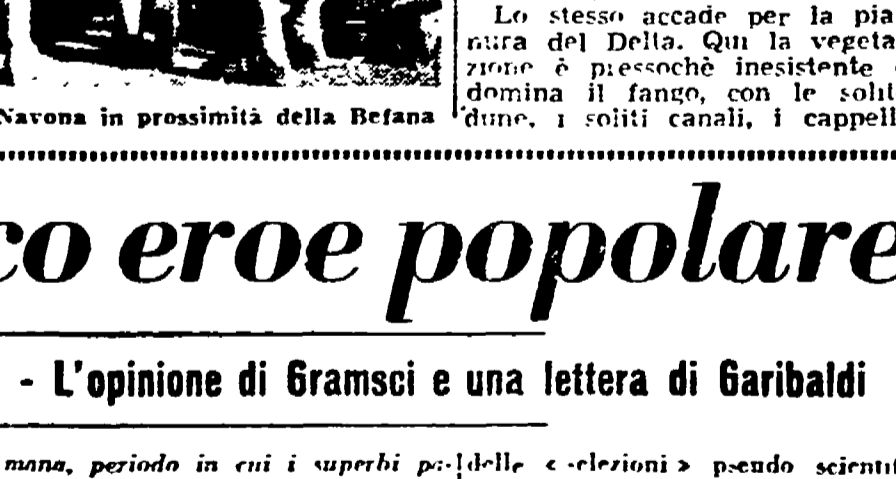 Navona in prossimità della Befana
Lo stesso accade per la pia
nura del Delta. Qui la vegeta
zione è pressochè inesistente
domina il fango, con le solit
dune, i soliti canali, i cappell
co eroe popolare
- L'opinione di Gramsci e una lettera di Garibaldi
mana, periodo in cui i superbi
delle « selezioni » pseudo scientif